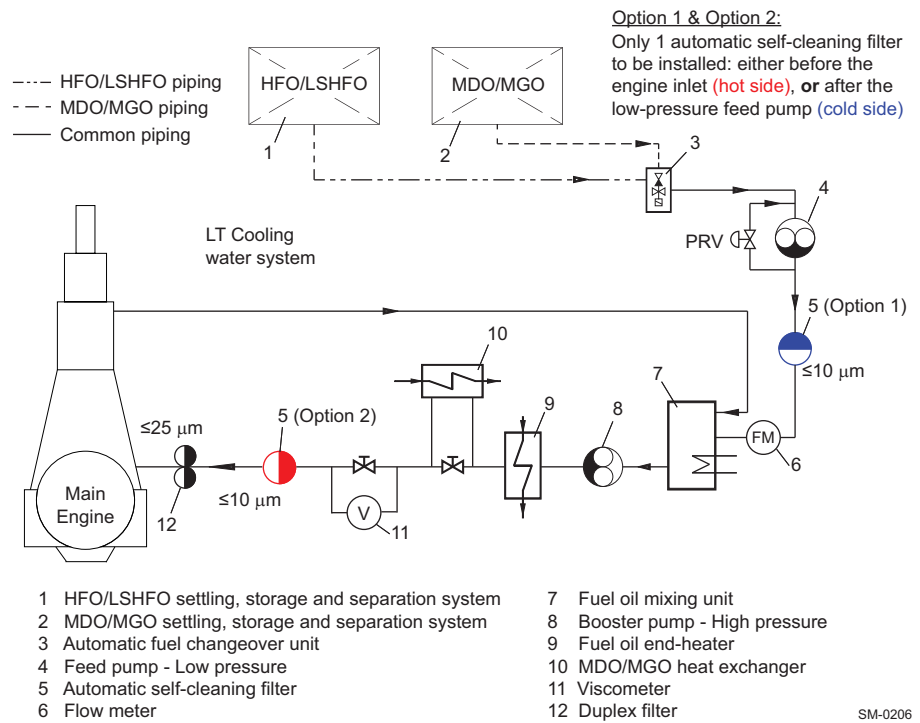 Option 1 & Option 2:
Only 1 automatic self-cleaning filter
to be installed: either before the
engine inlet (hot side), or after the
low-pressure feed pump (cold side)
HFO/LSHFO piping
MDO/MGO piping
Common piping
HFO/LSHFO
MDO/MGO
1
2
3
4
PRV
LT Cooling
water system
5 (Option 1)
≤10 μm
10
7
9
8
FM
6
≤25 μm
5 (Option 2)
≤10 μm
V
11
12
Main
Engine
1 HFO/LSHFO settling, storage and separation system
2 MDO/MGO settling, storage and separation system
3 Automatic fuel changeover unit
4 Feed pump - Low pressure
5 Automatic self-cleaning filter
6 Flow meter
7 Fuel oil mixing unit
8 Booster pump - High pressure
9 Fuel oil end-heater
10 MDO/MGO heat exchanger
11 Viscometer
12 Duplex filter
SM-0206